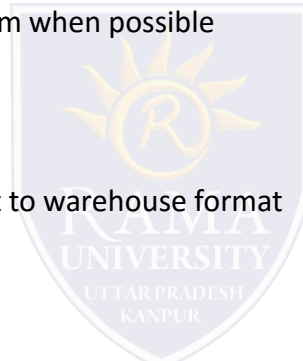 m when possible
t to warehouse format
R
RAMA
UNIVERSITY
UTTAR PRADESH
KANPUR